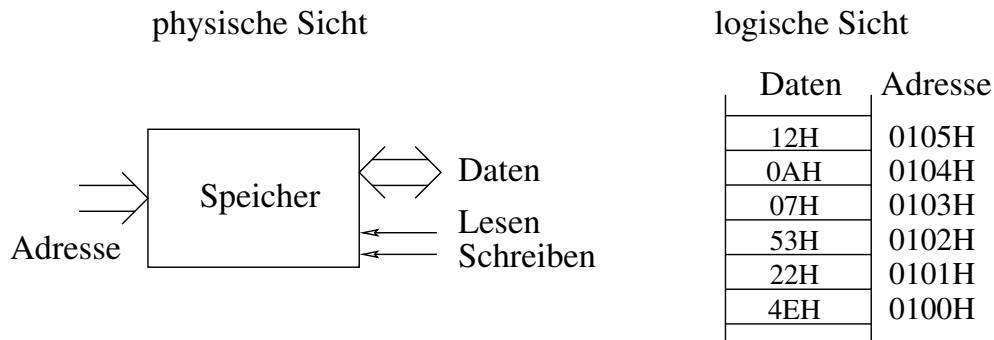 physische Sicht
logische Sicht
Speicher
Adresse
Daten
Lesen
Schreiben
Daten Adresse
12H 0105H
0AH 0104H
07H 0103H
53H 0102H
22H 0101H
4EH 0100H